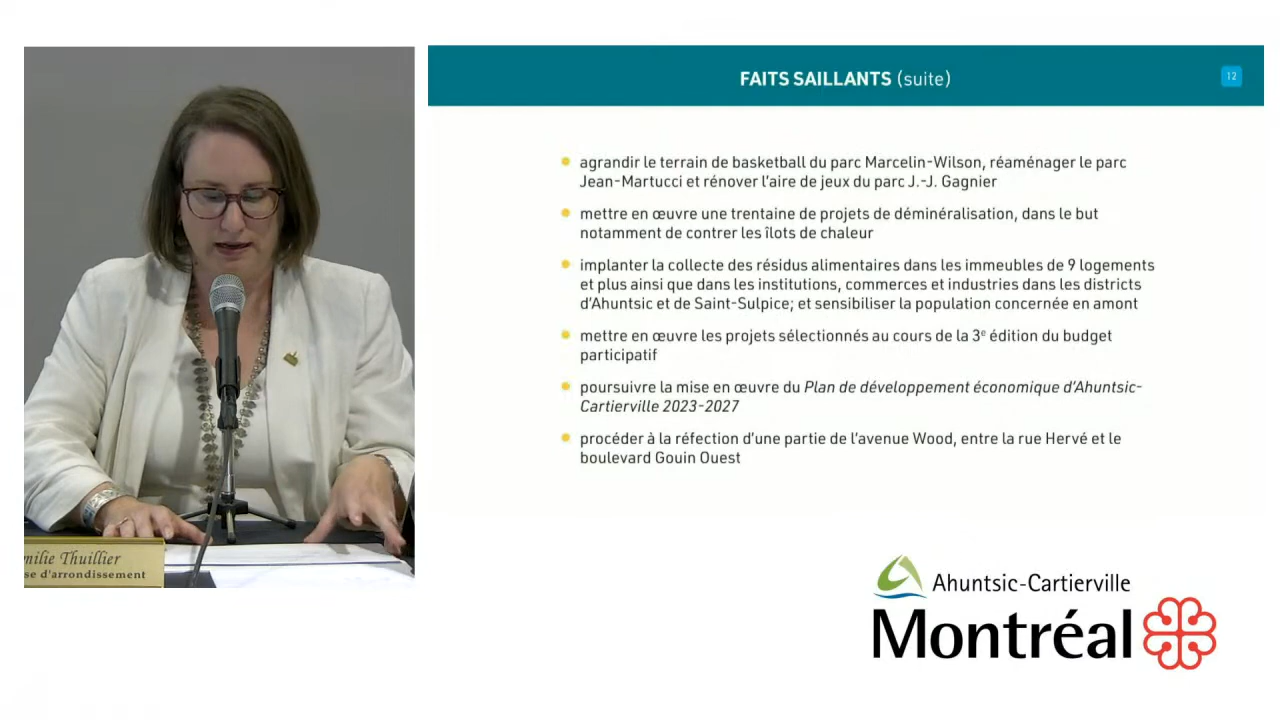 FAITS SAILLANTS (suite)
12
agrandir le terrain de basketball du parc Marcelin-Wilson, réaménager le parc
Jean-Martucci et rénover l'aire de jeux du parc J.-J. Gagnier
mettre en œuvre une trentaine de projets de déminéralisation, dans le but
notamment de contrer les îlots de chaleur
implanter la collecte des résidus alimentaires dans les immeubles de 9 logements
et plus ainsi que dans les institutions, commerces et industries dans les districts
d'Ahuntsic et de Saint-Sulpice; et sensibiliser la population concernée en amont
mettre en œuvre les projets sélectionnés au cours de la 3e édition du budget
participatif
poursuivre la mise en œuvre du Plan de développement économique d'Ahuntsic-
Cartierville 2023-2027
procéder à la réfection d'une partie de l'avenue Wood, entre la rue Hervé et le
boulevard Gouin Ouest
milie Thuillier
se d'arrondissement
Ahuntsic-Cartierville
Montréal